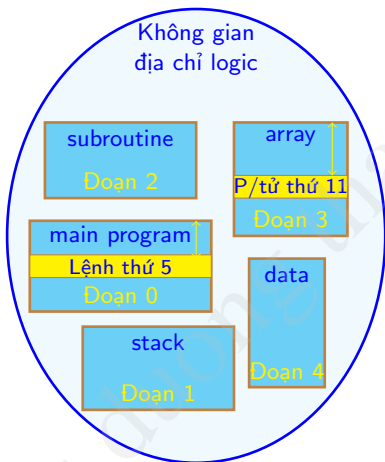 Không gian
địa chỉ logic
subroutine
Đoạn 2
array
P/tử thứ 11
Đoạn 3
main program
Lệnh thứ 5
Đoạn 0
data
Đoạn 4
stack
Đoạn 1